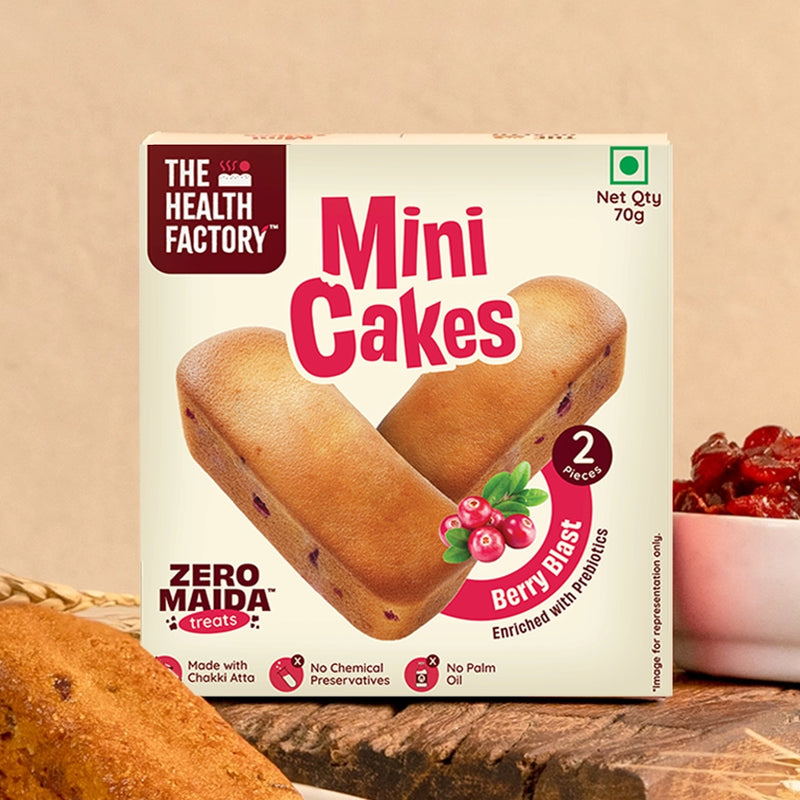 THE
HEALTH
FACTORY™
Net Qty
70g
Mini
Cakes
2
Pieces
Berry Blast
Enriched with Prebiotics
ZERO
MAIDA™
treats
Made with
Chakki Atta
No Chemical
Preservatives
No Palm
Oil
*Image for representation only.